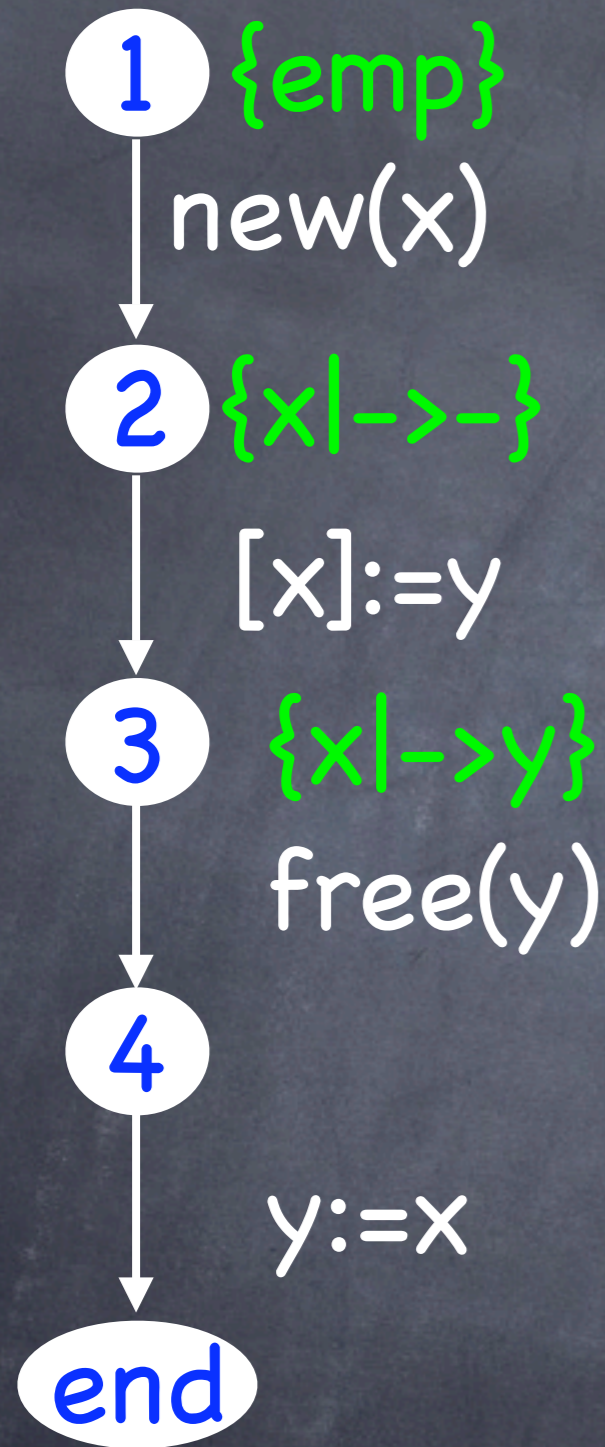 1 {emp}
new(x)
2 {x|->-}
[x]:=y
3 {x|->y}
free(y)
4
y:=x
end